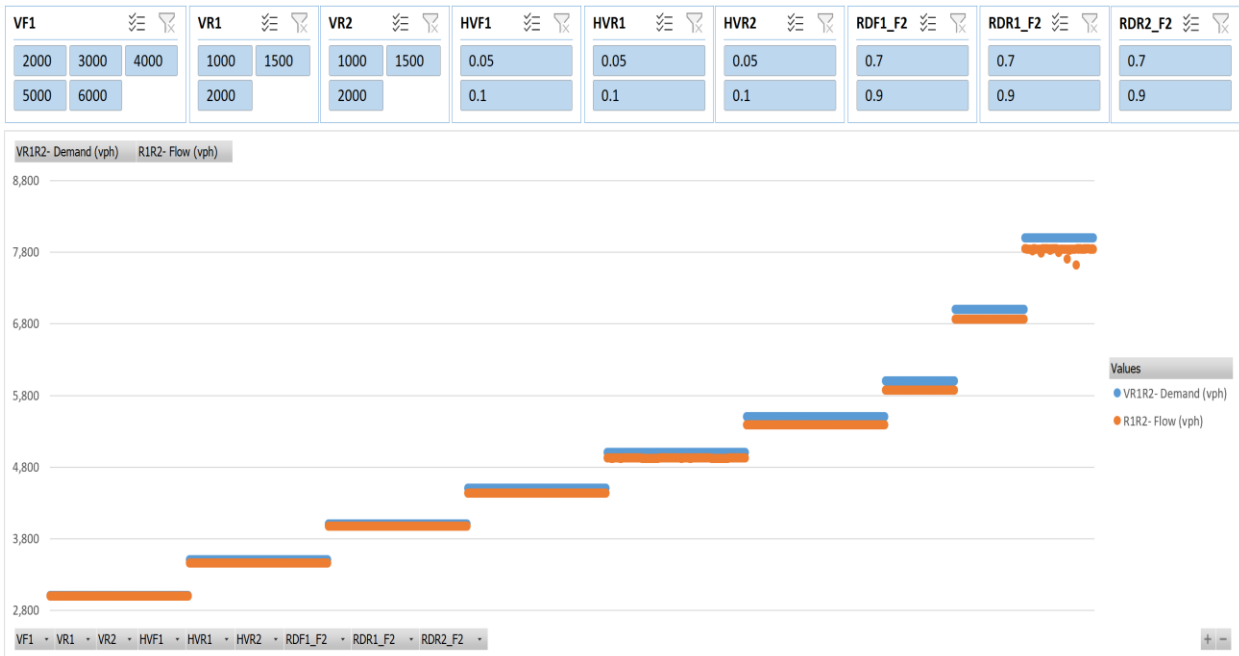 VF1 VR1 VR2 HVF1 HVR1 HVR2 RDF1_F2 RDR1_F2 RDR2_F2
2000 3000 4000 1000 1500 1000 1500 0.05 0.05 0.05 0.7 0.7 0.7
5000 6000 2000 2000 0.1 0.1 0.1 0.9 0.9 0.9
VR1R2- Demand (vph) R1R2- Flow (vph)
8,800
7,800
6,800
5,800
4,800
3,800
2,800
Values
VR1R2- Demand (vph)
R1R2- Flow (vph)
VF1 VR1 VR2 HVF1 HVR1 HVR2 RDF1_F2 RDR1_F2 RDR2_F2
+ −